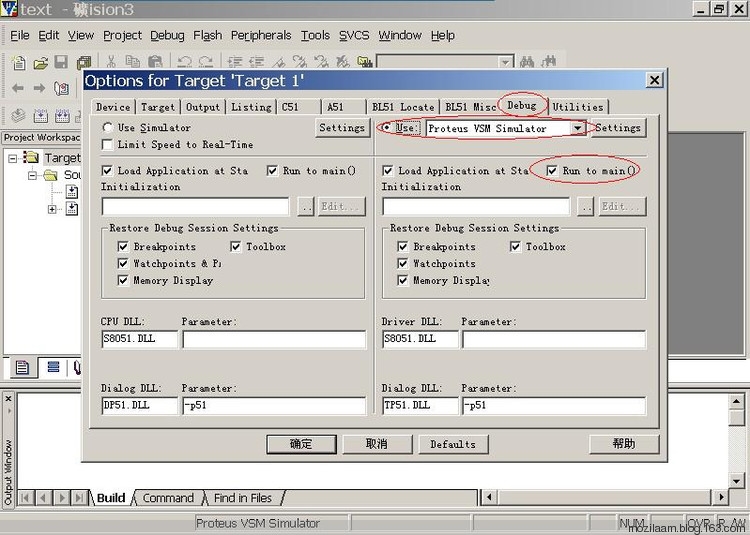 text - 礦ision3
File Edit View Project Debug Flash Peripherals Tools SVCS Window Help
Options for Target 'Target 1'
Device Target Output Listing C51 A51 BL51 Locate BL51 Misc Debug Utilities
Use Simulator Settings Use: Proteus VSM Simulator Settings
Limit Speed to Real-Time
Project Workspac
Target
Sou
Load Application at Sta Run to main() Load Application at Sta Run to main()
Initialization Initialization
.. Edit... .. Edit...
Restore Debug Session Settings Restore Debug Session Settings
Breakpoints Toolbox Breakpoints Toolbox
Watchpoints & Pa Watchpoints
Memory Display Memory Display
CPU DLL: Parameter: Driver DLL: Parameter:
S8051.DLL S8051.DLL
Dialog DLL: Parameter: Dialog DLL: Parameter:
DP51.DLL -p51 TP51.DLL -p51
确定 取消 Defaults 帮助
Output Window
Build Command Find in Files
Proteus VSM Simulator NUM OVR R/W
mozilaam.blog.163.com